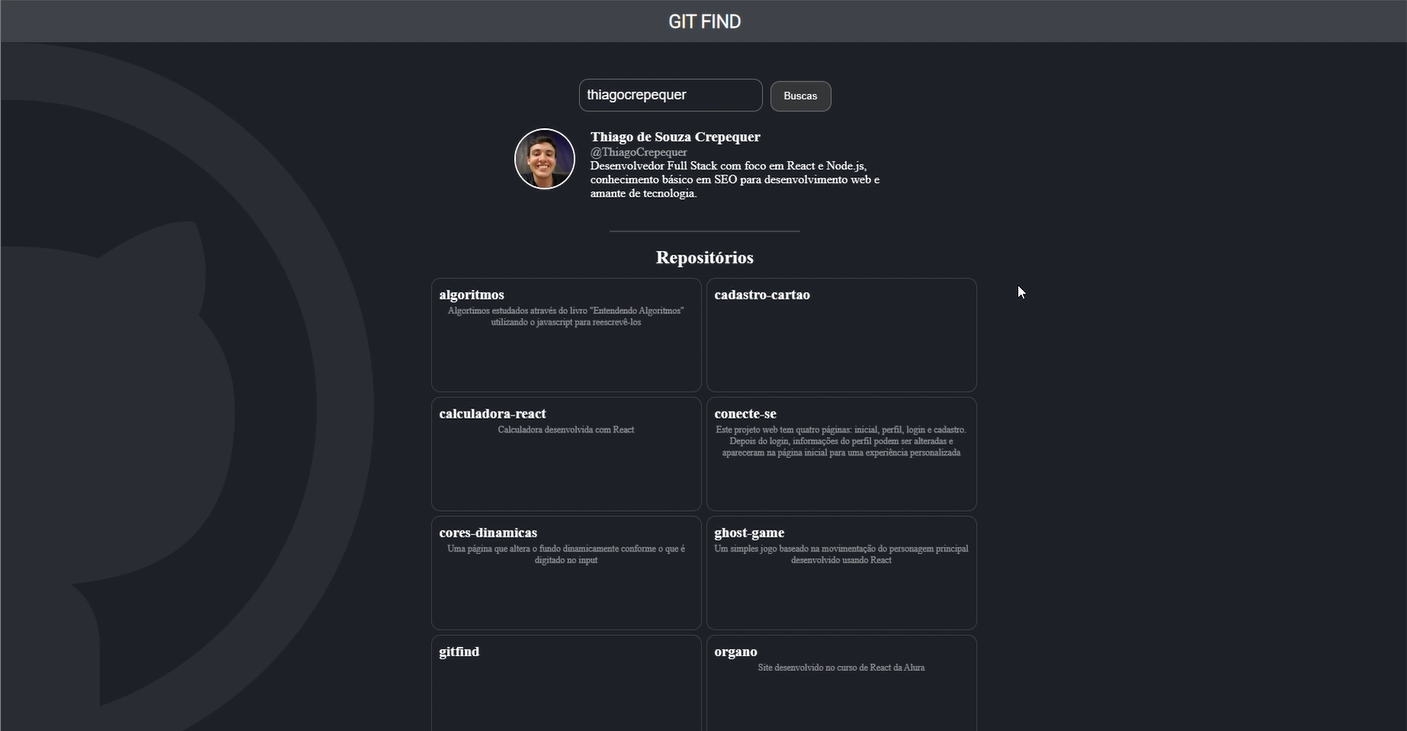 GIT FIND
thiagocrepequer
Buscas
Thiago de Souza Crepequer
@ThiagoCrepequer
Desenvolvedor Full Stack com foco em React e Node.js,
conhecimento básico em SEO para desenvolvimento web e
amante de tecnologia.
Repositórios
algoritmos
Algortimos estudados através do livro "Entendendo Algoritmos"
utilizando o javascript para reescrevê-los
cadastro-cartao
calculadora-react
Calculadora desenvolvida com React
conecte-se
Este projeto web tem quatro páginas: inicial, perfil, login e cadastro.
Depois do login, informações do perfil podem ser alteradas e
apareceram na página inicial para uma experiência personalizada
cores-dinamicas
Uma página que altera o fundo dinamicamente conforme o que é
digitado no input
ghost-game
Um simples jogo baseado na movimentação do personagem principal
desenvolvido usando React
gitfind
organo
Site desenvolvido no curso de React da Alura